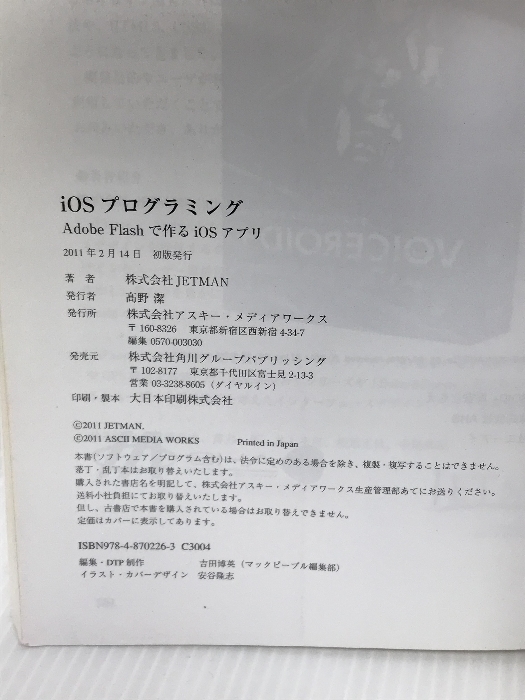 iOS プログラミング
Adobe Flash で作る iOS アプリ
2011 年 2 月 14 日　初版発行
著　者　株式会社 JETMAN
発行者　髙野 潔
発行所　株式会社アスキー・メディアワークス
〒 160-8326　東京都新宿区西新宿 4-34-7
編集 0570-003030
発売元　株式会社角川グループパブリッシング
〒 102-8177　東京都千代田区富士見 2-13-3
営業 03-3238-8605（ダイヤルイン）
印刷・製本　大日本印刷株式会社
©2011 JETMAN.
©2011 ASCII MEDIA WORKS　Printed in Japan
本書(ソフトウェア／プログラム含む)は、法令に定めのある場合を除き、複製・複写することはできません。
落丁・乱丁本はお取り替えいたします。
購入された書店名を明記して、株式会社アスキー・メディアワークス生産管理部あてにお送りください。
送料小社負担にてお取り替えいたします。
但し、古書店で本書を購入されている場合はお取り替えできません。
定価はカバーに表示してあります。
ISBN978-4-870226-3　C3004
編集・DTP 制作　吉田博英（マックピープル編集部）
イラスト・カバーデザイン　安谷隆志